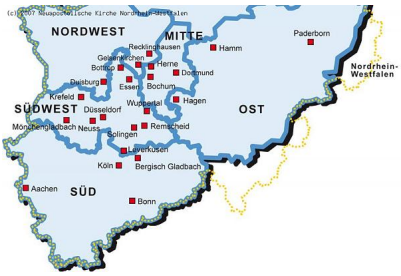 (c) 2007 Neuapostolische Kirche Nordrhein-Westfalen
NORDWEST
MITTE
Paderborn
Recklinghausen
Hamm
Gelsenkirchen
Herne
Bottrop
Dortmund
Nordrhein-
Westfalen
Duisburg
Essen
Bochum
Krefeld
Hagen
SÜDWEST
Düsseldorf
Wuppertal
OST
Mönchengladbach
Neuss
Solingen
Remscheid
Leverkusen
Köln
Bergisch Gladbach
Aachen
SÜD
Bonn